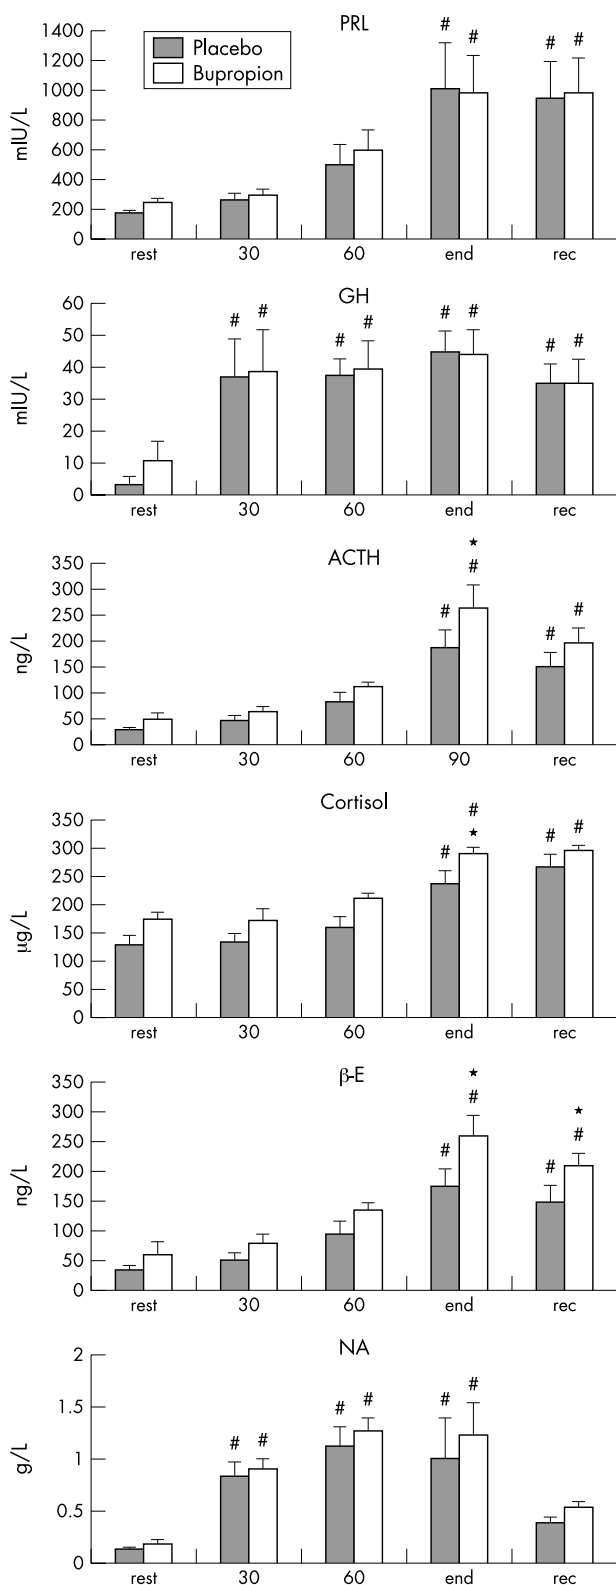 PRL
1400
1200
1000
800
600
400
200
0
mIU/L
Placebo
Bupropion
# # # #
rest 30 60 end rec
GH
60
50
40
30
20
10
0
mIU/L
# # # # # # # #
rest 30 60 end rec
ACTH
350
300
250
200
150
100
50
0
ng/L
★
# # # #
rest 30 60 90 rec
Cortisol
350
300
250
200
150
100
50
0
µg/L
#
★
# # #
rest 30 60 end rec
β-E
350
300
250
200
150
100
50
0
ng/L
★ ★
# # # #
rest 30 60 end rec
NA
2
1.5
1
0.5
0
g/L
# # # # # #
rest 30 60 end rec